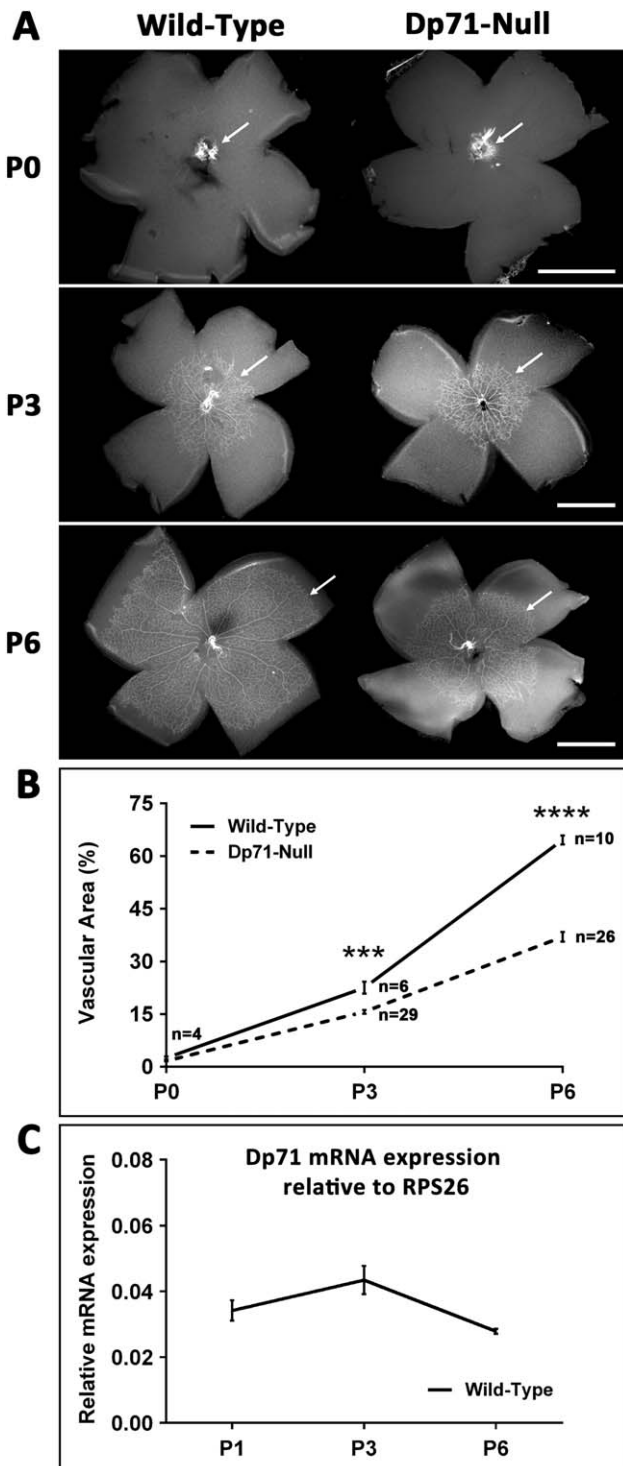 A
Wild-Type Dp71-Null
P0
P3
P6
B
Vascular Area (%)
75
60
45
30
15
0
Wild-Type
Dp71-Null
n=4
***
n=6
n=29
****
n=10
n=26
P0 P3 P6
C
Dp71 mRNA expression
relative to RPS26
Relative mRNA expression
0.08
0.06
0.04
0.02
0.00
Wild-Type
P1 P3 P6